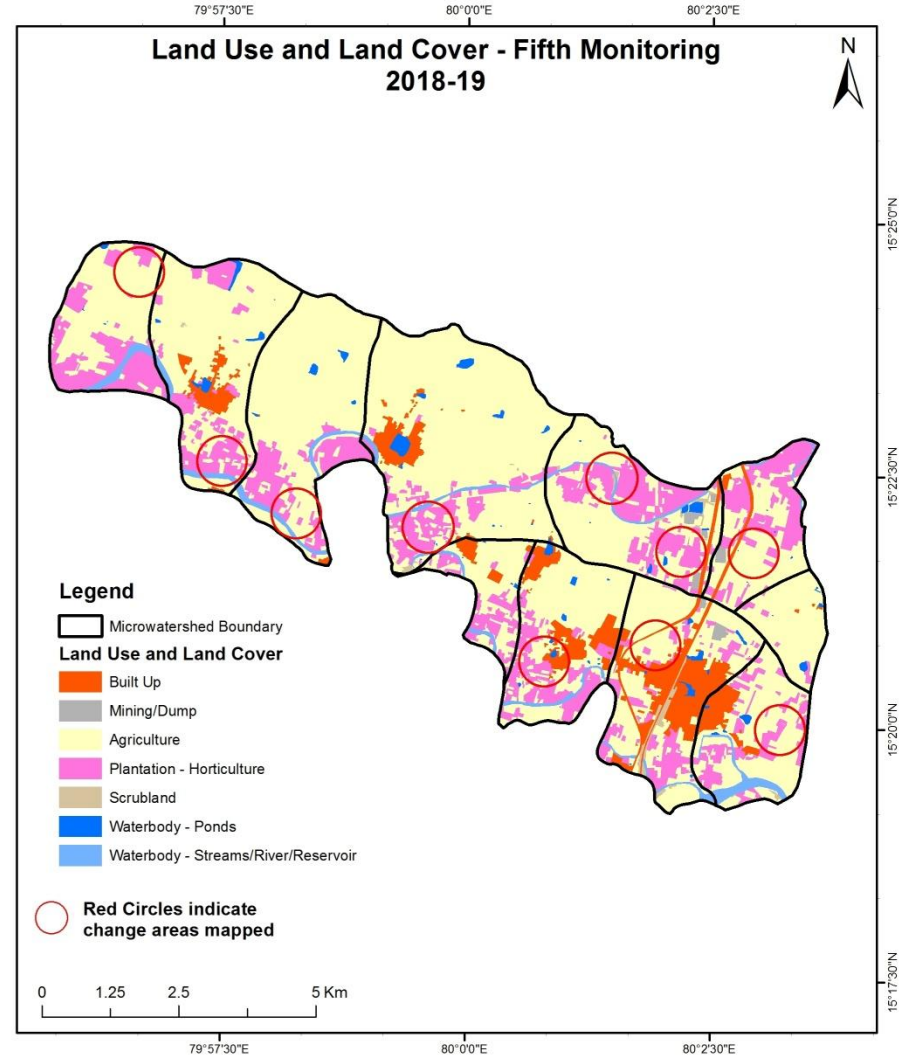 79°57'30"E
80°0'0"E
80°2'30"E
Land Use and Land Cover - Fifth Monitoring
2018-19
N
15°25'0"N
15°22'30"N
15°20'0"N
15°17'30"N
Legend
Microwatershed Boundary
Land Use and Land Cover
Built Up
Mining/Dump
Agriculture
Plantation - Horticulture
Scrubland
Waterbody - Ponds
Waterbody - Streams/River/Reservoir
Red Circles indicate
change areas mapped
0 1.25 2.5 5 Km
79°57'30"E
80°0'0"E
80°2'30"E